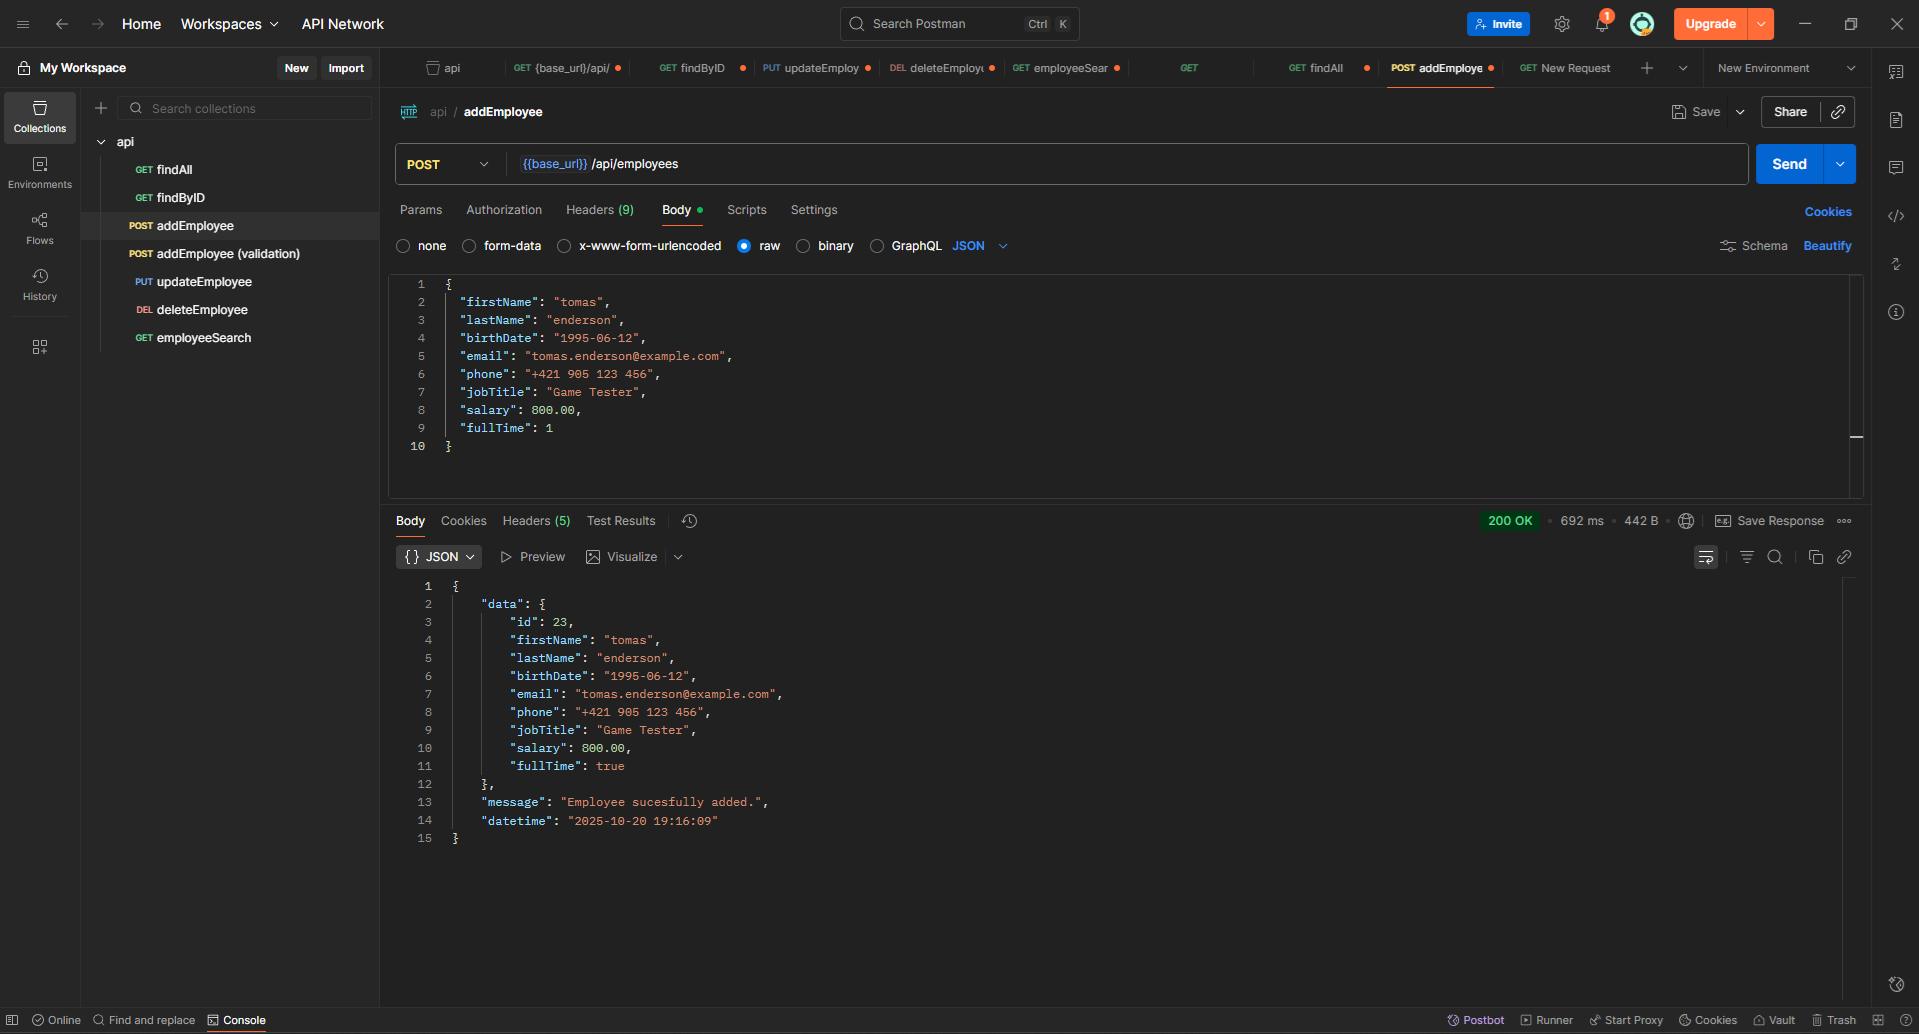 Home
Workspaces
API Network
Search Postman
Ctrl K
Invite
1
Upgrade
My Workspace
New
Import
api
GET {base_url}/api/
GET findByID
PUT updateEmploy
DEL deleteEmploy
GET employeeSear
GET
GET findAll
POST addEmploye
GET New Request
New Environment
Collections
Environments
Flows
History
Search collections
api
GET findAll
GET findByID
POST addEmployee
POST addEmployee (validation)
PUT updateEmployee
DEL deleteEmployee
GET employeeSearch
HTTP
api / addEmployee
Save
Share
POST
{{base_url}} /api/employees
Send
Params
Authorization
Headers (9)
Body
Scripts
Settings
Cookies
none
form-data
x-www-form-urlencoded
raw
binary
GraphQL
JSON
Schema
Beautify
1 {
2 "firstName": "tomas",
3 "lastName": "enderson",
4 "birthDate": "1995-06-12",
5 "email": "tomas.enderson@example.com",
6 "phone": "+421 905 123 456",
7 "jobTitle": "Game Tester",
8 "salary": 800.00,
9 "fullTime": 1
10 }
Body
Cookies
Headers (5)
Test Results
200 OK
692 ms
442 B
e.g.
Save Response
{} JSON
Preview
Visualize
1 {
2 "data": {
3 "id": 23,
4 "firstName": "tomas",
5 "lastName": "enderson",
6 "birthDate": "1995-06-12",
7 "email": "tomas.enderson@example.com",
8 "phone": "+421 905 123 456",
9 "jobTitle": "Game Tester",
10 "salary": 800.00,
11 "fullTime": true
12 },
13 "message": "Employee sucesfully added.",
14 "datetime": "2025-10-20 19:16:09"
15 }
Online
Find and replace
Console
Postbot
Runner
Start Proxy
Cookies
Vault
Trash